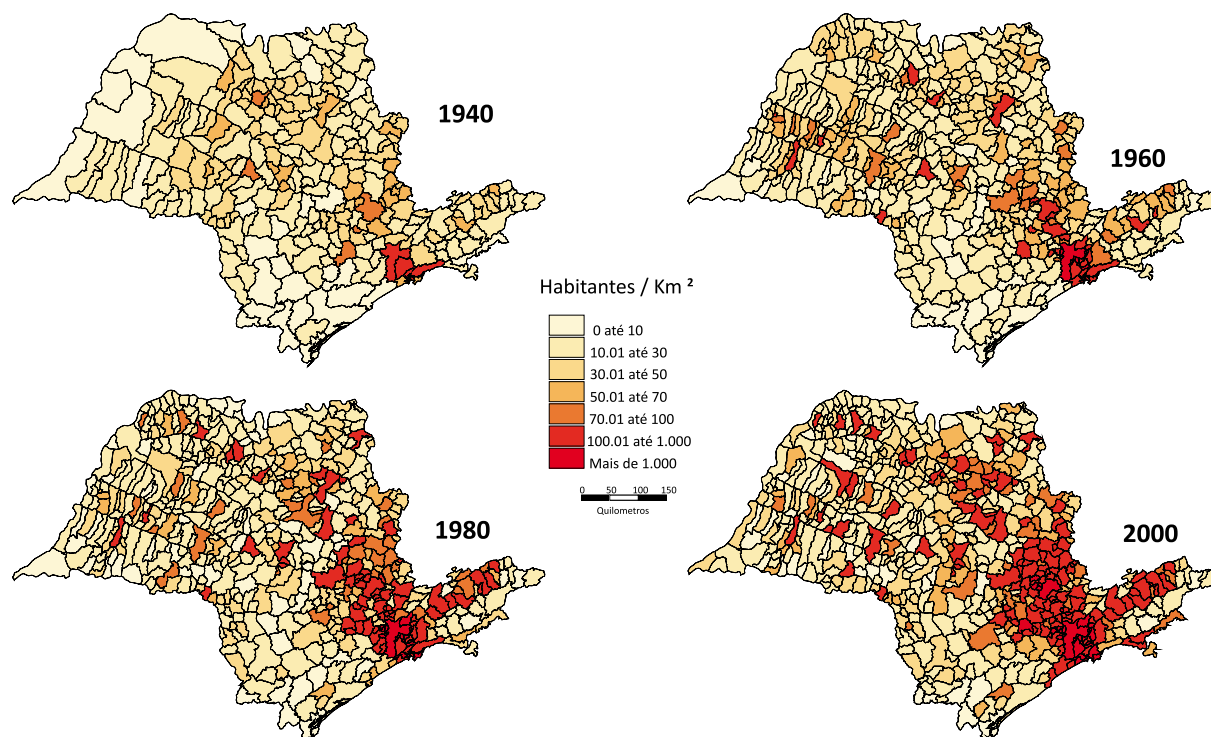 1940
1960
Habitantes / Km ²
0 até 10
10.01 até 30
30.01 até 50
50.01 até 70
70.01 até 100
100.01 até 1.000
Mais de 1.000
0 50 100 150
Quilometros
1980
2000